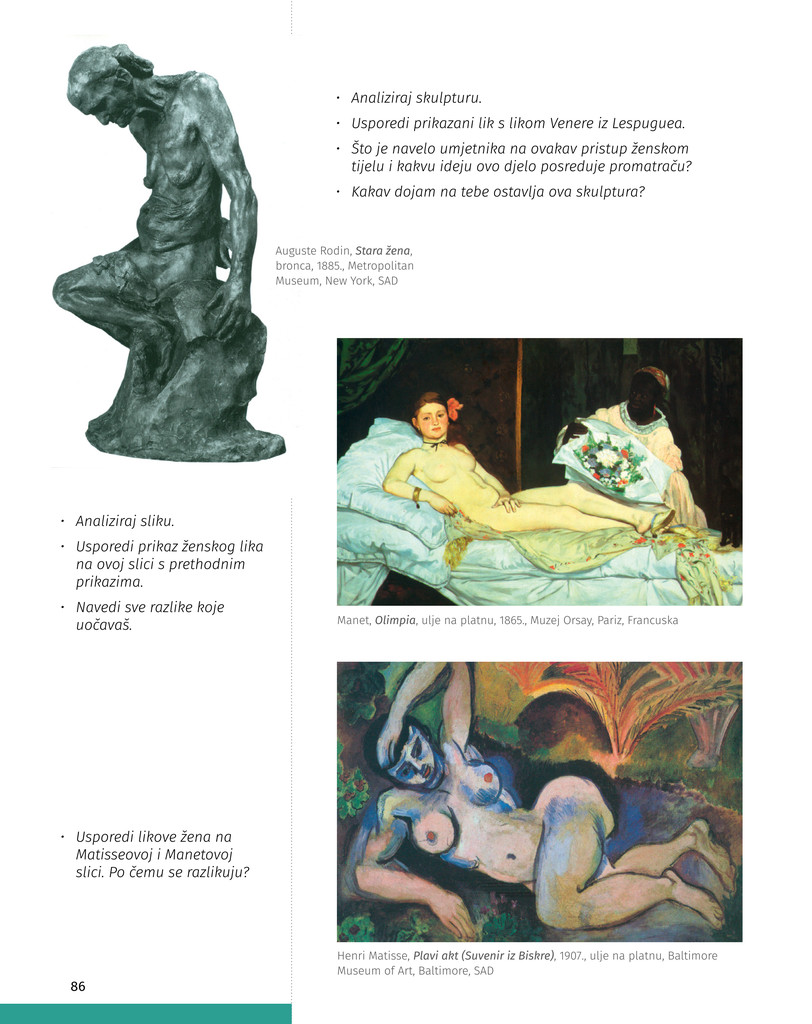 · Analiziraj skulpturu.
· Usporedi prikazani lik s likom Venere iz Lespuguea.
· Što je navelo umjetnika na ovakav pristup ženskom
tijelu i kakvu ideju ovo djelo posreduje promatraču?
· Kakav dojam na tebe ostavlja ova skulptura?
Auguste Rodin, Stara žena,
bronca, 1885., Metropolitan
Museum, New York, SAD
· Analiziraj sliku.
· Usporedi prikaz ženskog lika
na ovoj slici s prethodnim
prikazima.
· Navedi sve razlike koje
uočavaš.
Manet, Olimpia, ulje na platnu, 1865., Muzej Orsay, Pariz, Francuska
· Usporedi likove žena na
Matisseovoj i Manetovoj
slici. Po čemu se razlikuju?
Henri Matisse, Plavi akt (Suvenir iz Biskre), 1907., ulje na platnu, Baltimore
Museum of Art, Baltimore, SAD
86